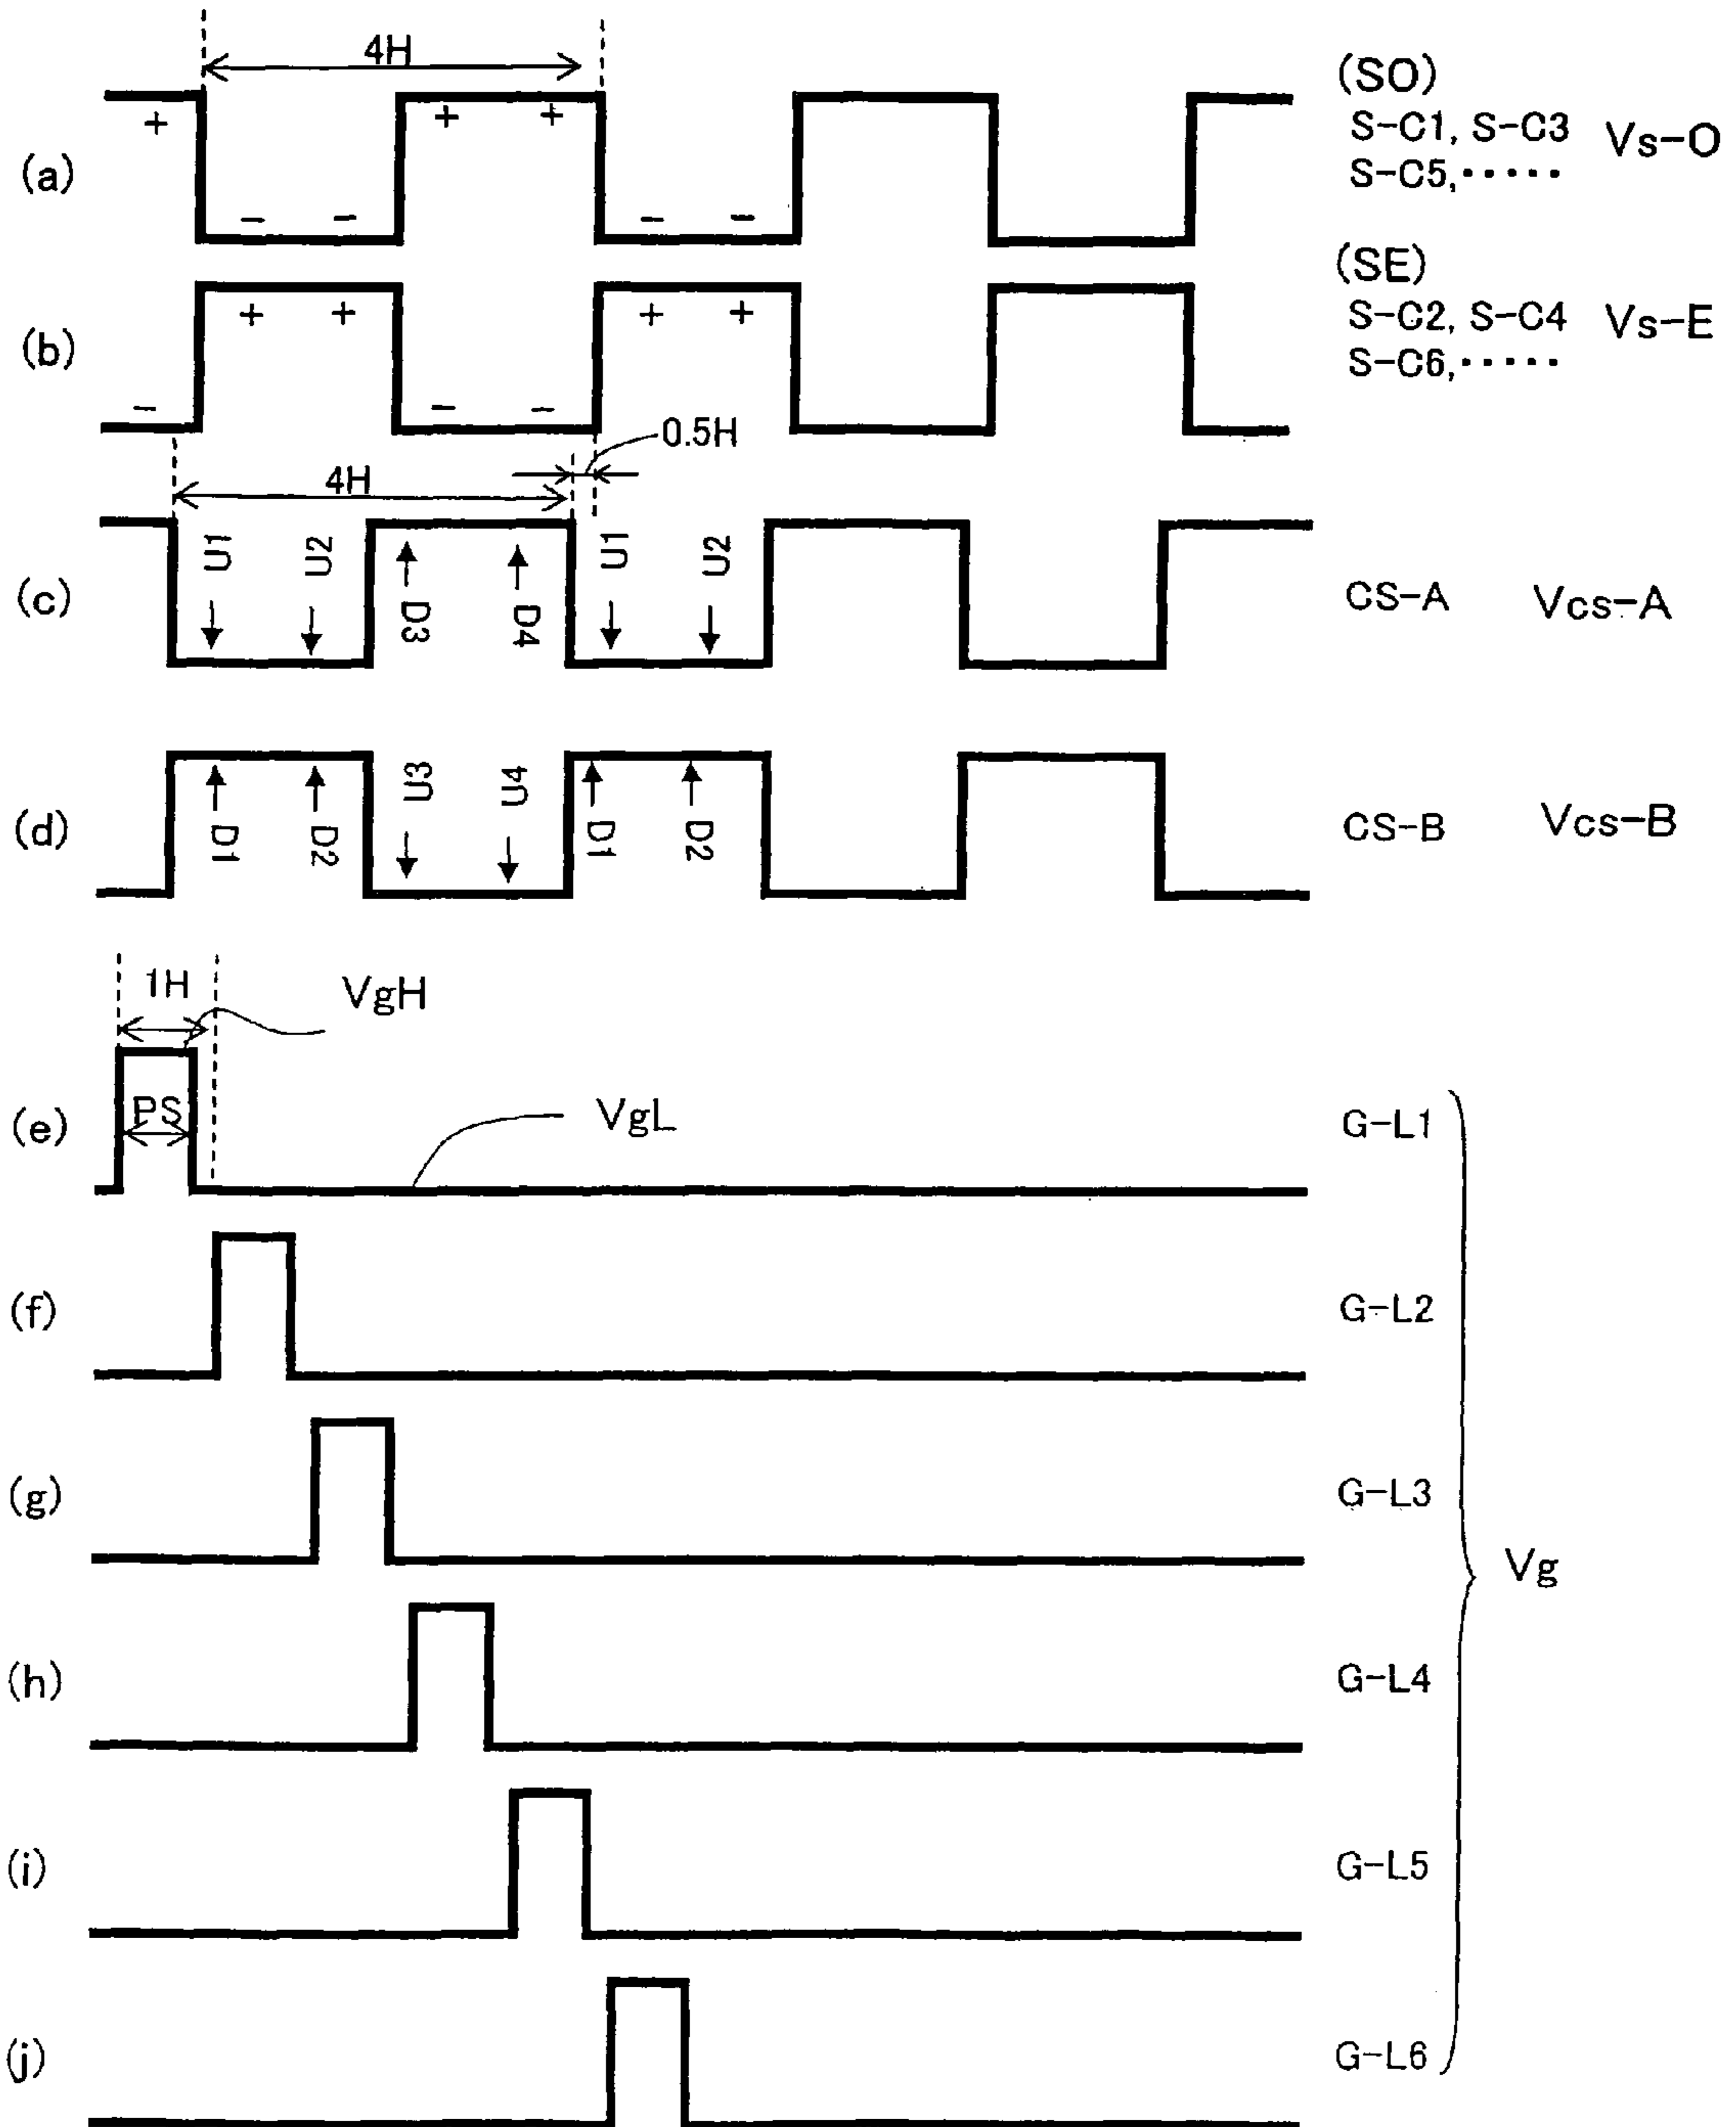 4H
(a)
+
+
+
-
-
-
-
(SO)
S-C1, S-C3
S-C5,・・・・・
Vs-O
(b)
-
+
+
-
-
+
+
(SE)
S-C2, S-C4
S-C6,・・・・・
Vs-E
0.5H
4H
(c)
U1
U2
D3
D4
U1
U2
CS-A
Vcs-A
(d)
D1
D2
U3
U4
D1
D2
CS-B
Vcs-B
1H
VgH
(e)
PS
VgL
G-L1
(f)
G-L2
(g)
G-L3
(h)
G-L4
Vg
(i)
G-L5
(j)
G-L6